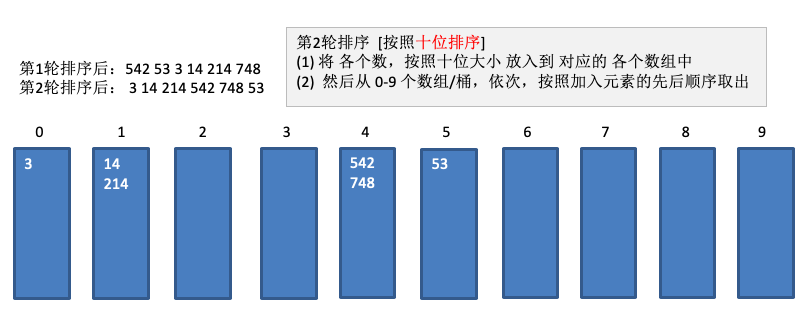 第1轮排序后：542 53 3 14 214 748
第2轮排序后： 3 14 214 542 748 53
第2轮排序 [按照十位排序]
(1) 将 各个数，按照十位大小 放入到 对应的 各个数组中
(2) 然后从 0-9 个数组/桶，依次，按照加入元素的先后顺序取出
0 1 2 3 4 5 6 7 8 9
3 14 542 53
214 748